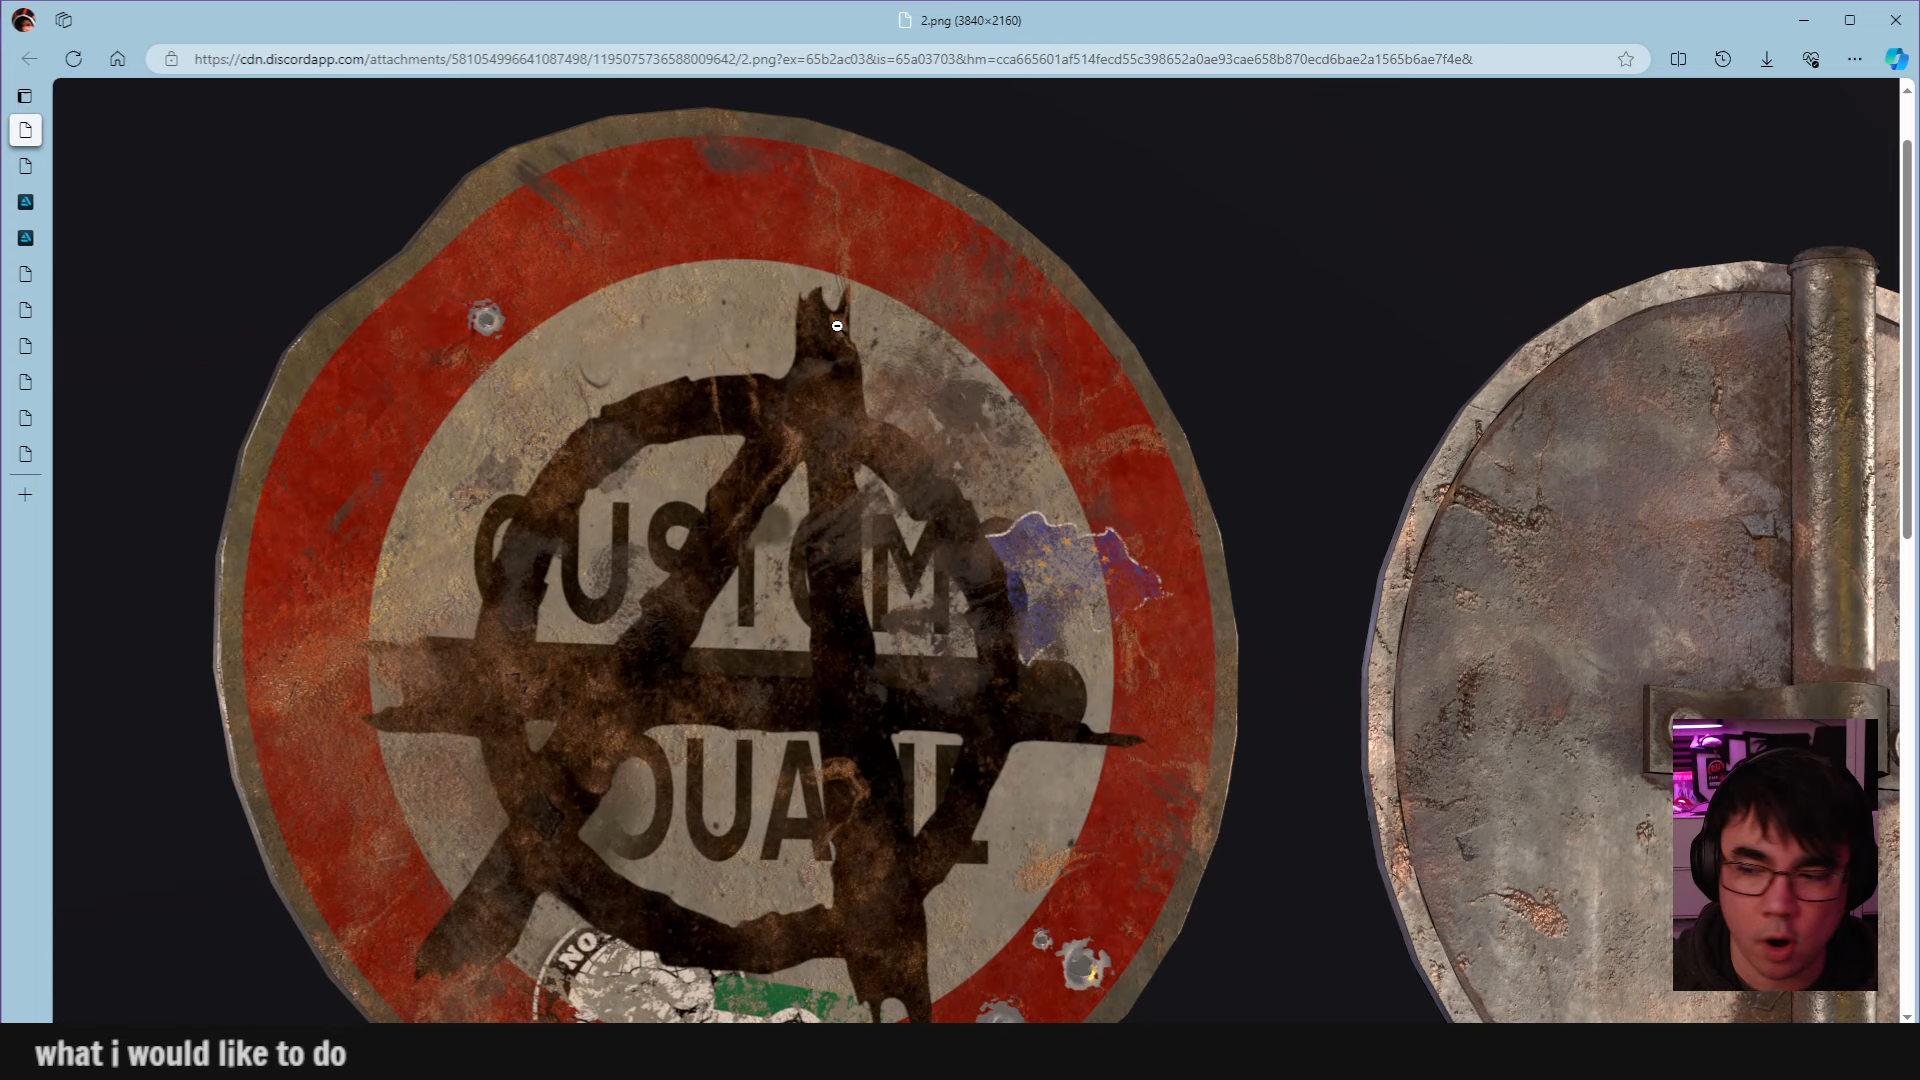 2.png (3840×2160)
https://cdn.discordapp.com/attachments/581054996641087498/1195075736588009642/2.png?ex=65b2ac03&is=65a03703&hm=cca665601af514fecd55c398652a0ae93cae658b870ecd6bae2a1565b6ae7f4e&
CUSTOM
NO
what i would like to do